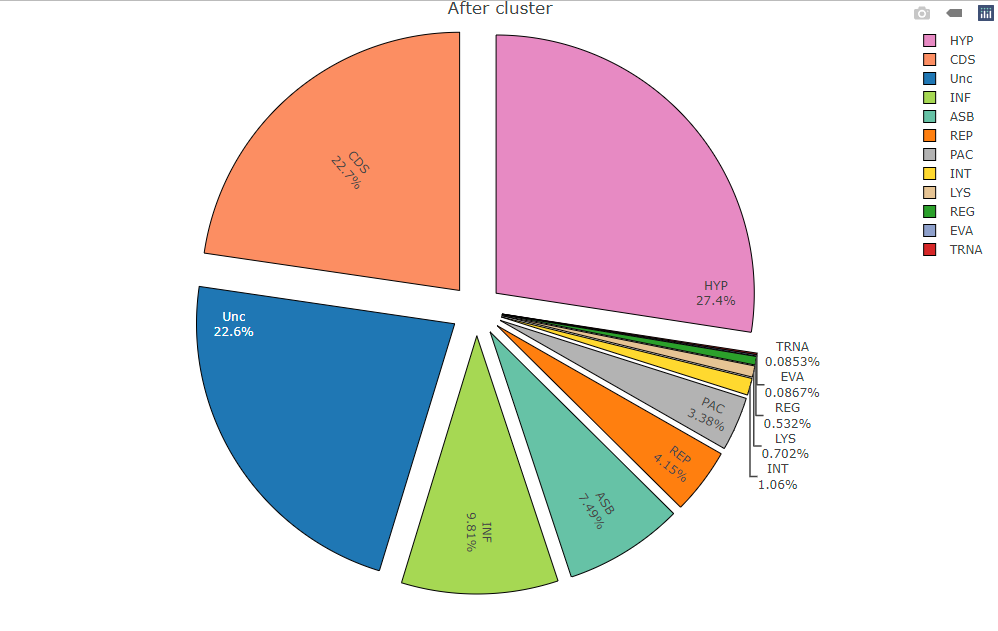 After cluster
HYP
CDS
Unc
INF
ASB
REP
PAC
INT
LYS
REG
EVA
TRNA
CDS
22.7%
HYP
27.4%
Unc
22.6%
TRNA
0.0853%
EVA
0.0867%
REG
0.532%
LYS
0.702%
INT
1.06%
PAC
3.38%
REP
4.15%
ASB
7.49%
INF
9.81%